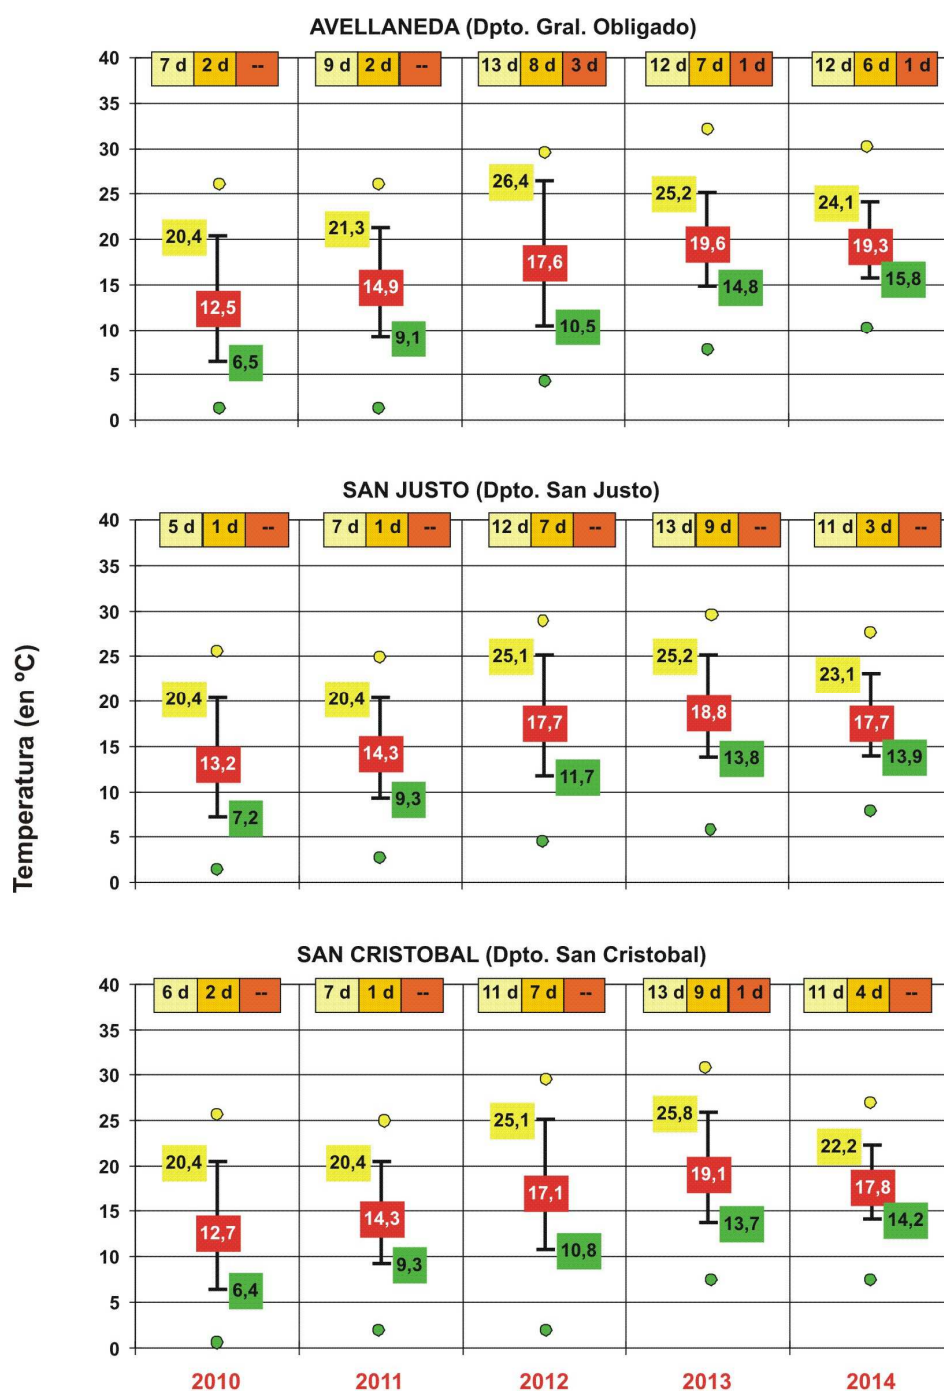 AVELLANEDA (Dpto. Gral. Obligado)
40 7 d 2 d -- 9 d 2 d -- 13 d 8 d 3 d 12 d 7 d 1 d 12 d 6 d 1 d
35
30
25
20
15
10
5
0
20,4 21,3 26,4 25,2 24,1
12,5 14,9 17,6 19,6 19,3
6,5 9,1 10,5 14,8 15,8
SAN JUSTO (Dpto. San Justo)
40 5 d 1 d -- 7 d 1 d -- 12 d 7 d -- 13 d 9 d -- 11 d 3 d --
35
30
25
20
15
10
5
0
20,4 20,4 25,1 25,2 23,1
13,2 14,3 17,7 18,8 17,7
7,2 9,3 11,7 13,8 13,9
Temperatura (en ºC)
SAN CRISTOBAL (Dpto. San Cristobal)
40 6 d 2 d -- 7 d 1 d -- 11 d 7 d -- 13 d 9 d 1 d 11 d 4 d --
35
30
25
20
15
10
5
0
20,4 20,4 25,1 25,8 22,2
12,7 14,3 17,1 19,1 17,8
6,4 9,3 10,8 13,7 14,2
2010 2011 2012 2013 2014